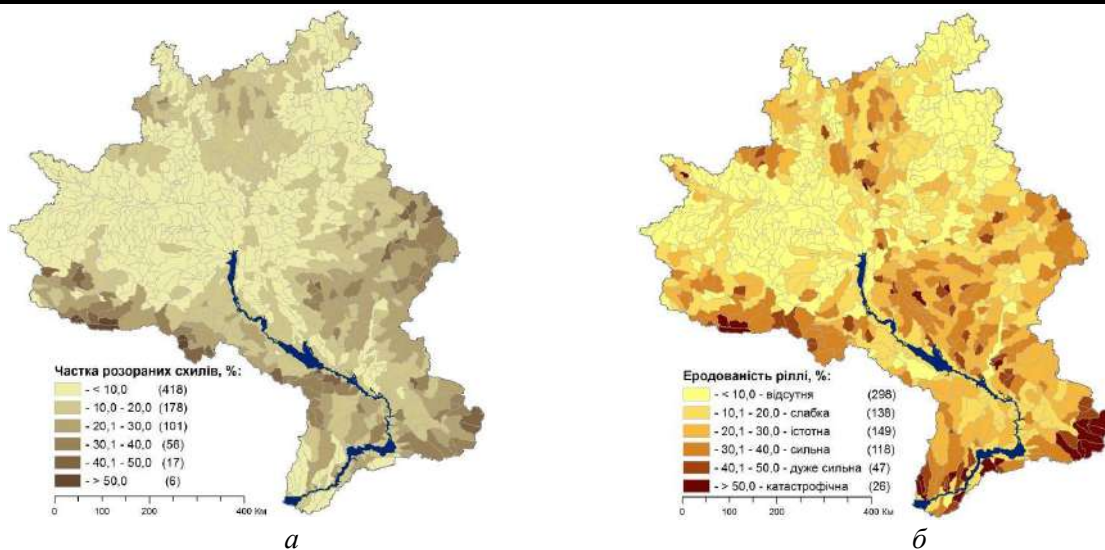 Частка розораних схилів, %:
- < 10,0 (418)
- 10,0 - 20,0 (178)
- 20,1 - 30,0 (101)
- 30,1 - 40,0 (56)
- 40,1 - 50,0 (17)
- > 50,0 (6)
0 100 200 400 Км
а
Еродованість ріллі, %:
- < 10,0 - відсутня (298)
- 10,1 - 20,0 - слабка (138)
- 20,1 - 30,0 - істотна (149)
- 30,1 - 40,0 - сильна (118)
- 40,1 - 50,0 - дуже сильна (47)
- > 50,0 - катастрофічна (26)
0 100 200 400 Км
б